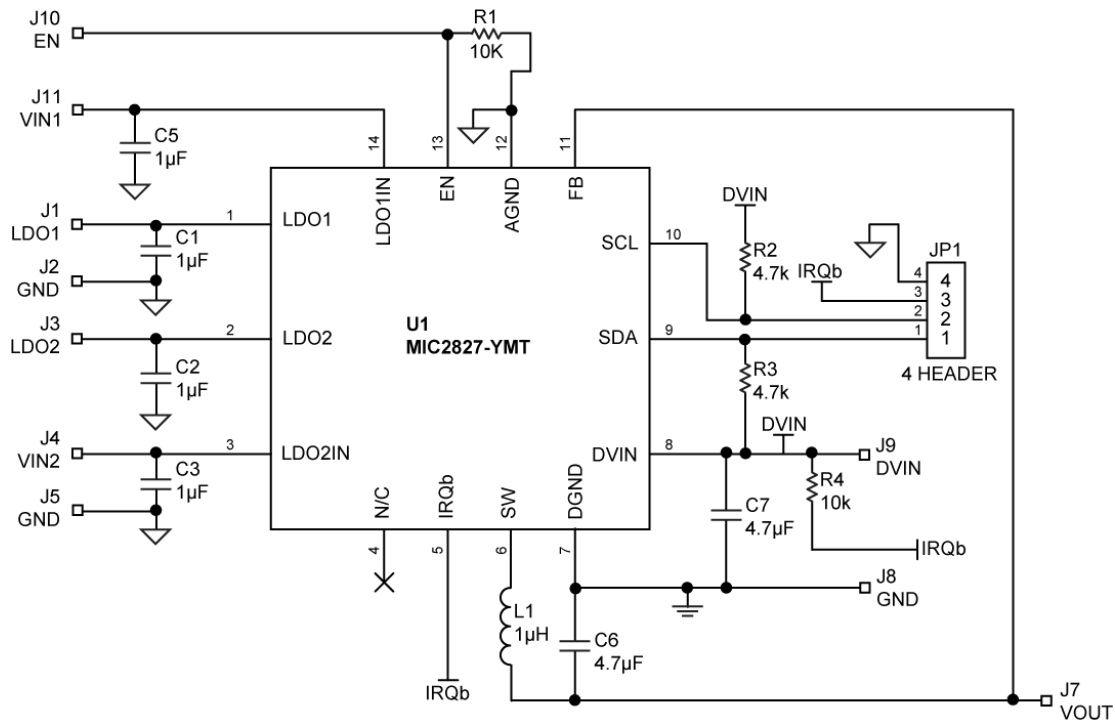 J10
EN
R1
10K
J11
VIN1
C5
1µF
14
13
12
11
LDO1IN
EN
AGND
FB
J1
LDO1
1
LDO1
C1
1µF
J2
GND
J3
LDO2
2
LDO2
C2
1µF
J4
VIN2
3
LDO2IN
C3
1µF
J5
GND
U1
MIC2827-YMT
SCL
10
SDA
9
DVIN
8
DVIN
R2
4.7k
IRQb
JP1
4
3
2
1
4
3
2
1
4 HEADER
R3
4.7k
DVIN
J9
DVIN
R4
10k
C7
4.7µF
IRQb
N/C
IRQb
SW
DGND
4
5
6
7
J8
GND
L1
1µH
C6
4.7µF
IRQb
J7
VOUT